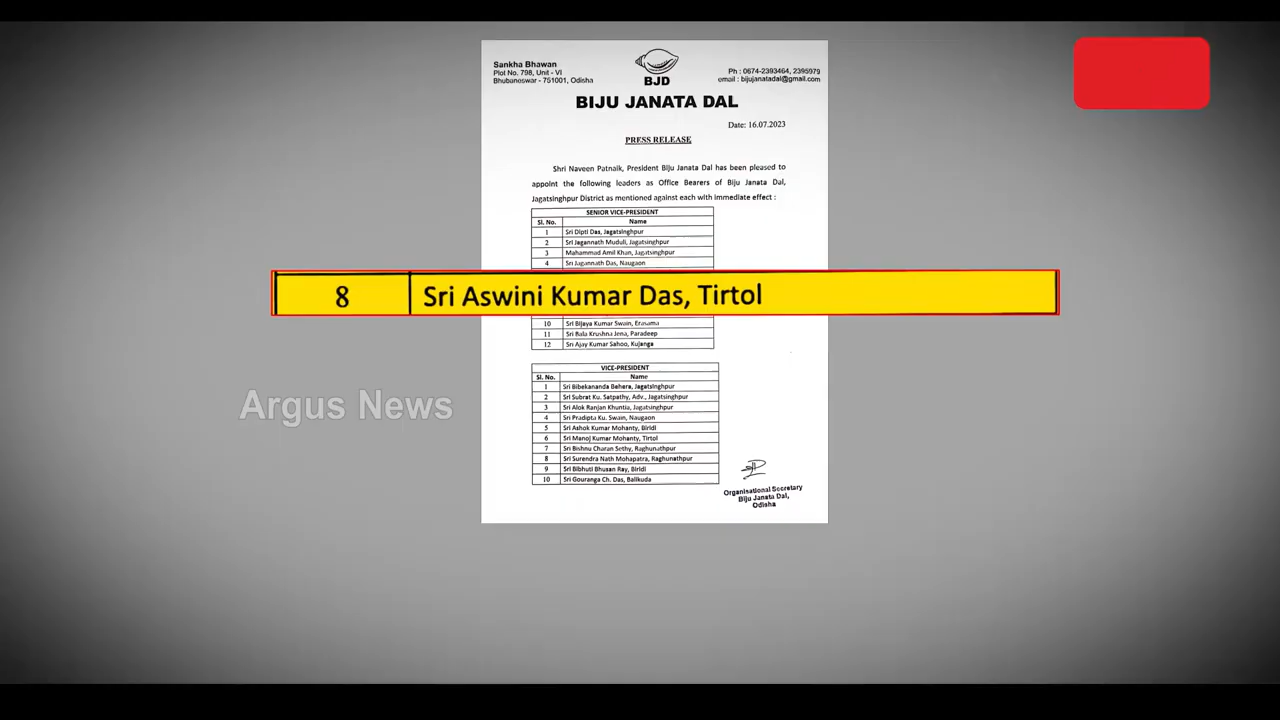 Sankha Bhawan
Plot No. 798, Unit - VI
Bhubaneswar - 751001, Odisha
BJD
Ph : 0674-2393464, 2395979
email : bijujanatadal@gmail.com
BIJU JANATA DAL
Date: 16.07.2023
PRESS RELEASE
Shri Naveen Patnaik, President Biju Janata Dal has been pleased to
appoint the following leaders as Office Bearers of Biju Janata Dal,
Jagatsinghpur District as mentioned against each with immediate effect :
SENIOR VICE-PRESIDENT
Sl. No. Name
1 Sri Dipti Das, Jagatsinghpur
2 Sri Jagannath Muduli, Jagatsinghpur
3 Mahammad Amil Khan, Jagatsinghpur
4 Sri Jagannath Das, Naugaon
8 Sri Aswini Kumar Das, Tirtol
10 Sri Bijaya Kumar Swain, Erasama
11 Sri Bala Krushna Jena, Paradeep
12 Sri Ajay Kumar Sahoo, Kujanga
VICE-PRESIDENT
Sl. No. Name
1 Sri Bibekananda Behera, Jagatsinghpur
2 Sri Subrat Ku. Satpathy, Adv., Jagatsinghpur
3 Sri Alok Ranjan Khuntia, Jagatsinghpur
4 Sri Pradipta Ku. Swain, Naugaon
5 Sri Ashok Kumar Mohanty, Biridi
6 Sri Manoj Kumar Mohanty, Tirtol
7 Sri Bishnu Charan Sethy, Raghunathpur
8 Sri Surendra Nath Mohapatra, Raghunathpur
9 Sri Bibhuti Bhusan Ray, Biridi
10 Sri Gouranga Ch. Das, Balikuda
Organisational Secretary
Biju Janata Dal,
Odisha
Argus News